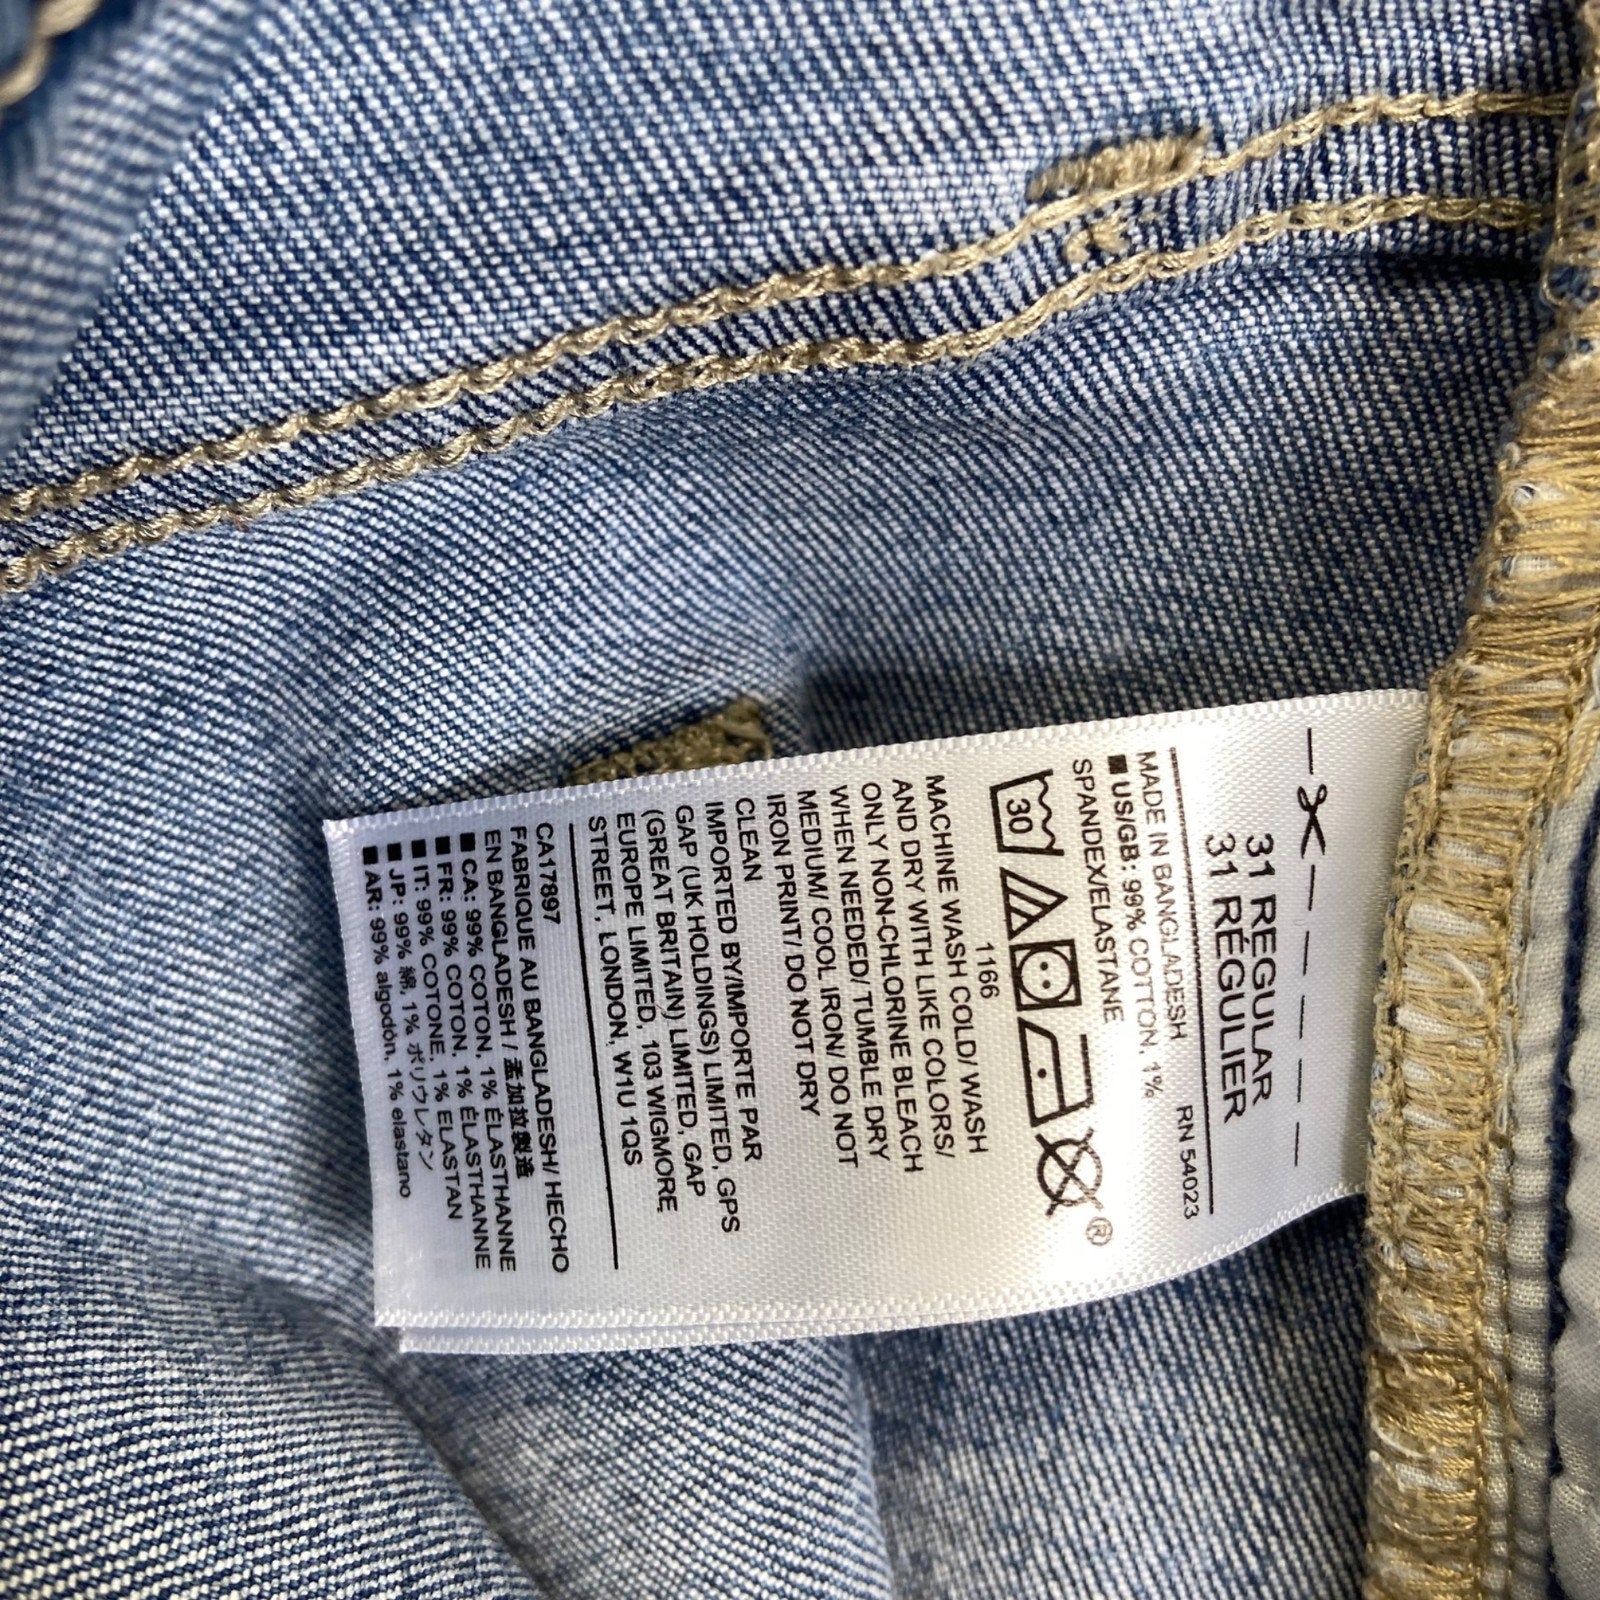 31 REGULAR
31 RÉGULIER
RN 54023
MADE IN BANGLADESH
■ US/GB: 99% COTTON, 1%
SPANDEX/ELASTANE
30
®
1166
MACHINE WASH COLD/ WASH
AND DRY WITH LIKE COLORS/
ONLY NON-CHLORINE BLEACH
WHEN NEEDED/ TUMBLE DRY
MEDIUM/ COOL IRON/ DO NOT
IRON PRINT/ DO NOT DRY
CLEAN
IMPORTED BY/IMPORTE PAR
GAP (UK HOLDINGS) LIMITED, GPS
(GREAT BRITAIN) LIMITED, GAP
EUROPE LIMITED, 103 WIGMORE
STREET, LONDON, W1U 1QS
CA17897
FABRIQUE AU BANGLADESH/ HECHO
EN BANGLADESH / 孟加拉製造
■ CA: 99% COTON, 1% ÉLASTHANNE
■ FR: 99% COTON, 1% ÉLASTHANNE
■ IT: 99% COTONE, 1% ELASTAN
■ JP: 99% 綿, 1% ポリウレタン
■ AR: 99% algodón, 1% elastano